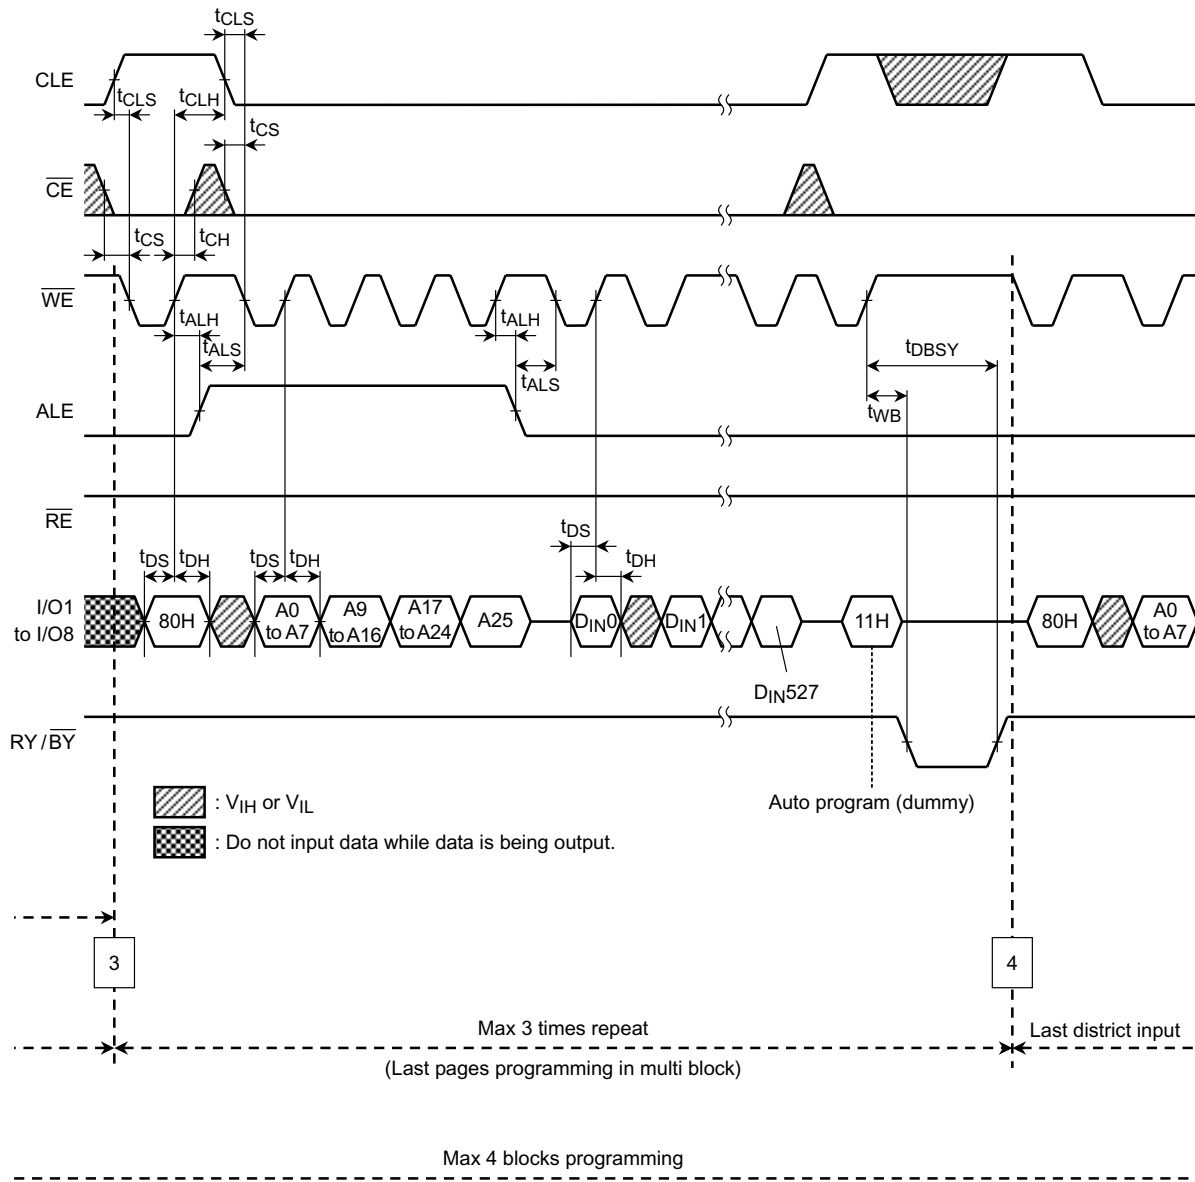 tCLS
CLE
tCLS
tCLH
tCS
CE
tCS
tCH
WE
tALH
tALS
tALH
tALS
tDBSY
tWB
ALE
RE
tDS
tDH
tDS
tDH
tDS
tDH
I/O1
to I/O8
80H
A0
to A7
A9
to A16
A17
to A24
A25
DIN0
DIN1
11H
80H
A0
to A7
DIN527
RY/BY
: VIH or VIL
: Do not input data while data is being output.
Auto program (dummy)
3
4
Max 3 times repeat
Last district input
(Last pages programming in multi block)
Max 4 blocks programming